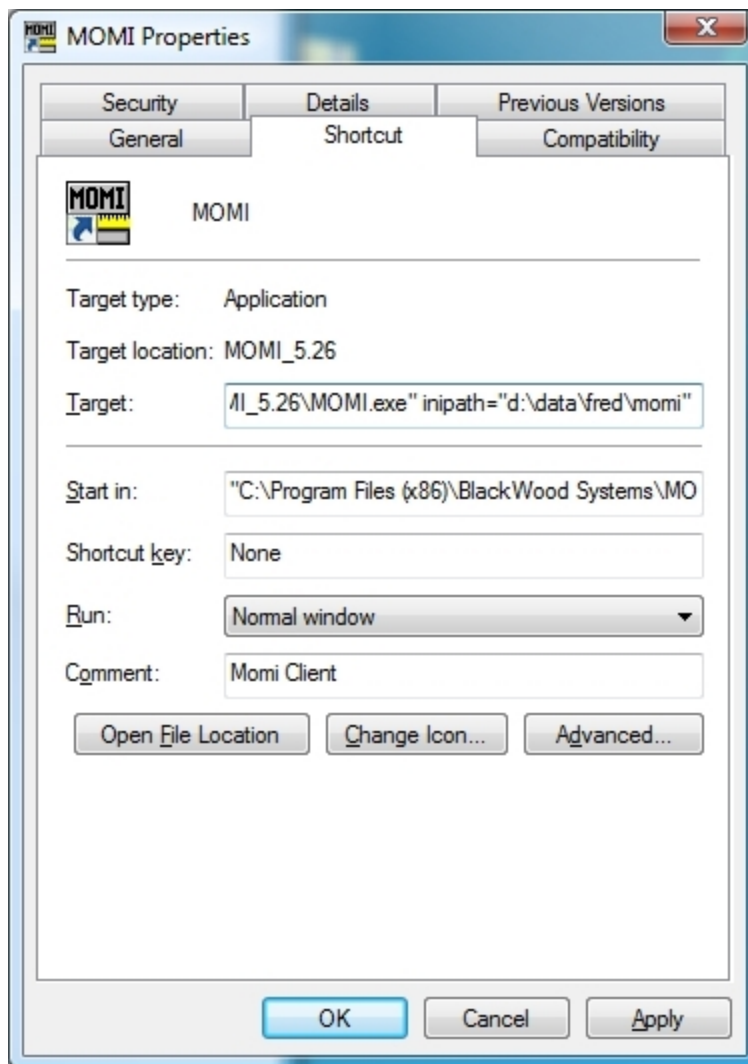 MOMI Properties
Security Details Previous Versions
General Shortcut Compatibility
MOMI
MOMI
Target type: Application
Target location: MOMI_5.26
Target: MI_5.26\MOMI.exe" inipath="d:\data\fred\momi"
Start in: "C:\Program Files (x86)\BlackWood Systems\MO
Shortcut key: None
Run: Normal window
Comment: Momi Client
Open File Location Change Icon... Advanced...
OK Cancel Apply